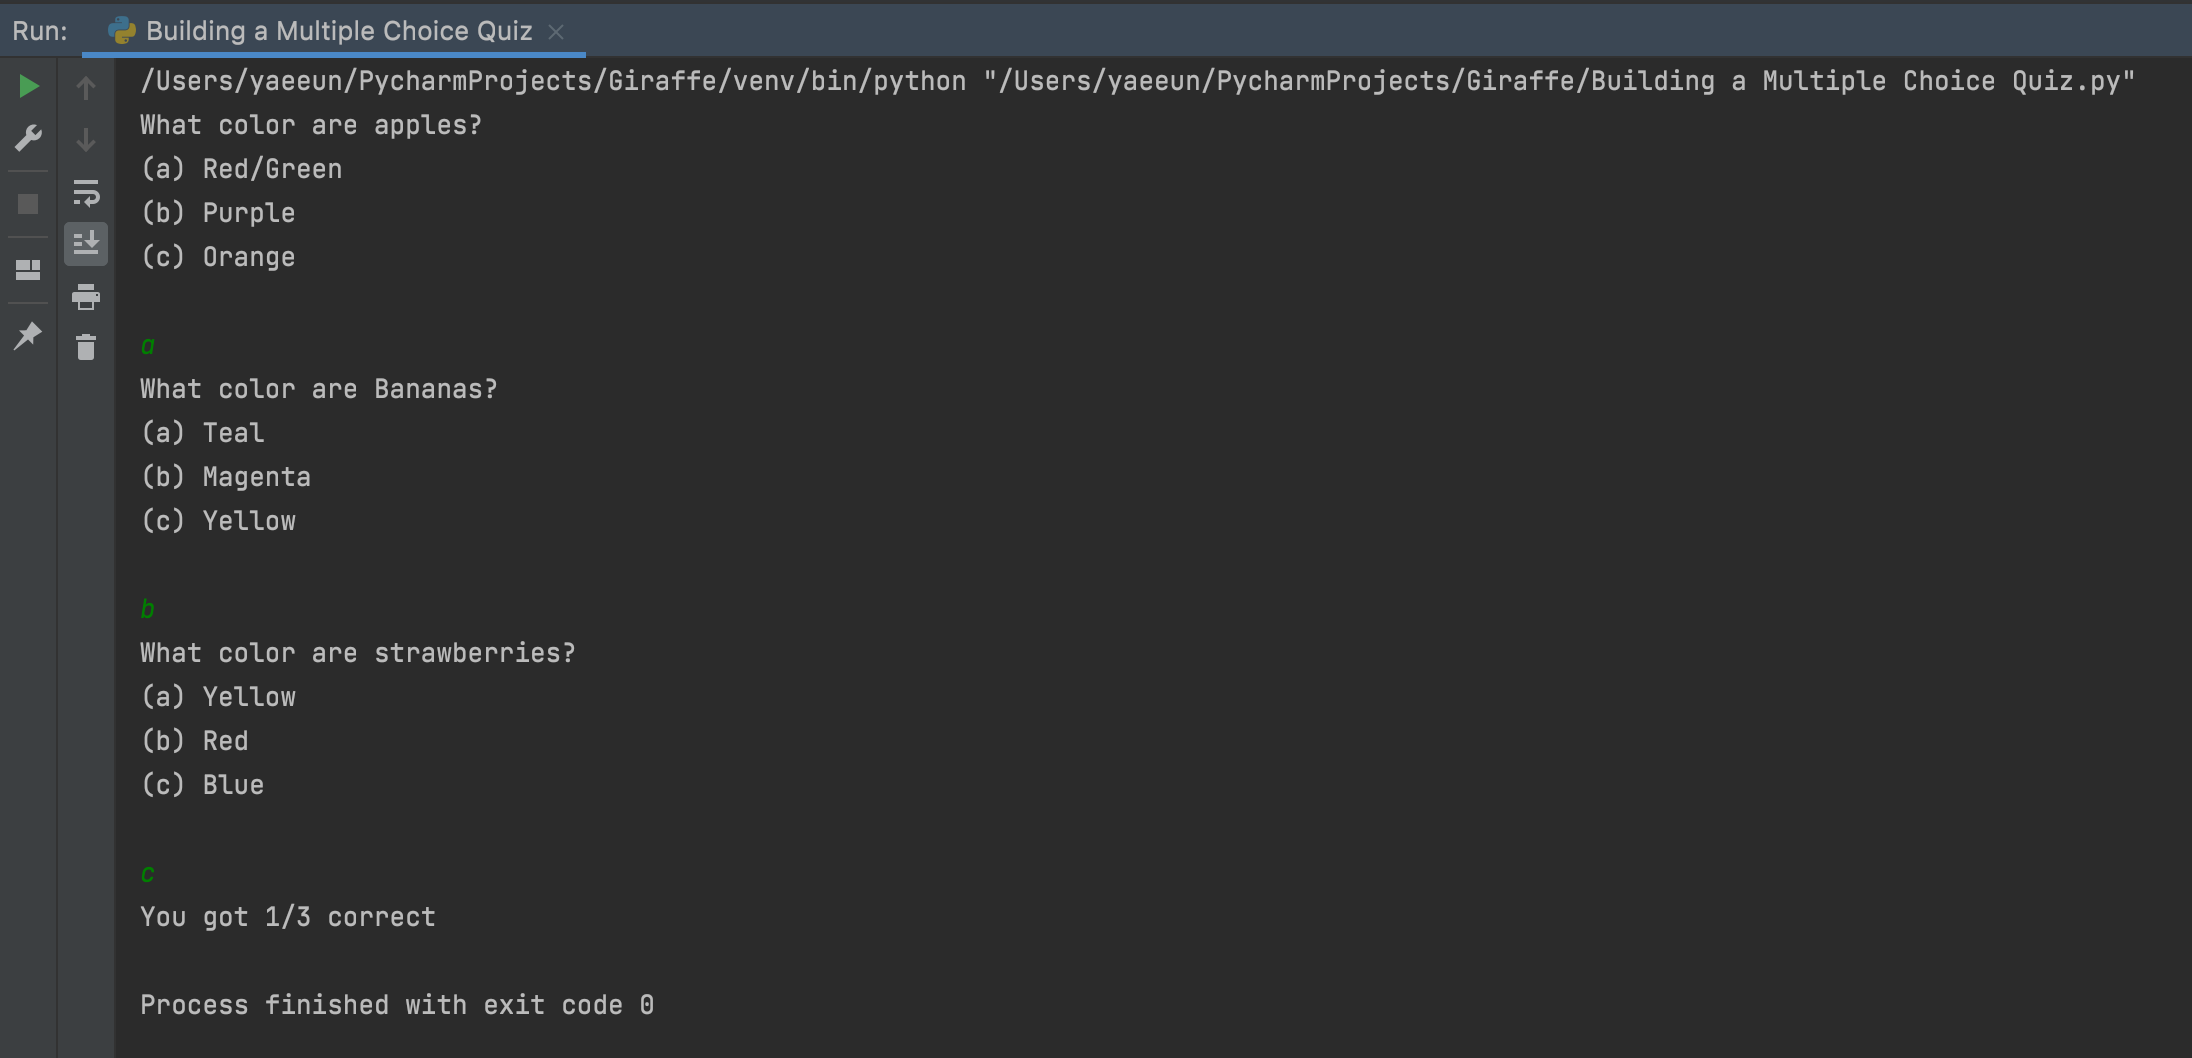 Run: Building a Multiple Choice Quiz
/Users/yaeeun/PycharmProjects/Giraffe/venv/bin/python "/Users/yaeeun/PycharmProjects/Giraffe/Building a Multiple Choice Quiz.py"
What color are apples?
(a) Red/Green
(b) Purple
(c) Orange
a
What color are Bananas?
(a) Teal
(b) Magenta
(c) Yellow
b
What color are strawberries?
(a) Yellow
(b) Red
(c) Blue
c
You got 1/3 correct
Process finished with exit code 0